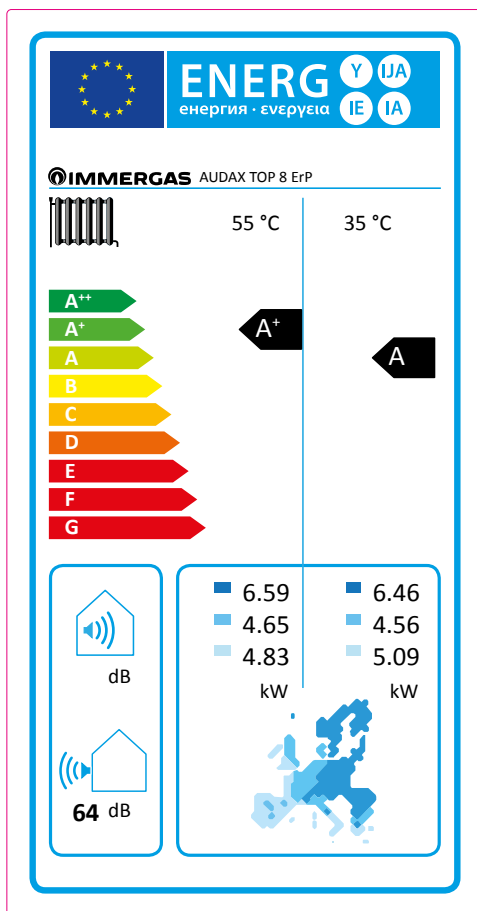 ENERG Y IJA
енергия · ενεργεια IE IA
IMMERGAS AUDAX TOP 8 ErP
55 °C 35 °C
A++
A+ A+
A A
B
C
D
E
F
G
6.59 6.46
4.65 4.56
4.83 5.09
kW kW
dB
64 dB